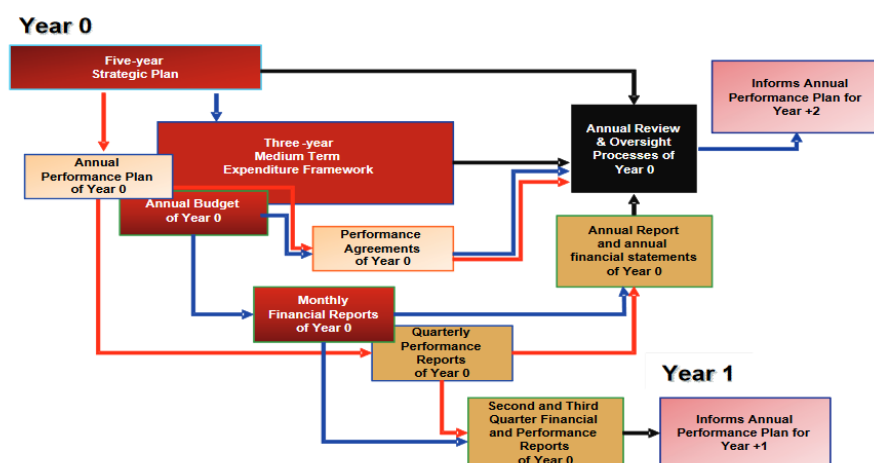 Year 0
Five-year
Strategic Plan
Informs Annual
Performance Plan for
Year +2
Three -year
Medium Term
Expenditure Framework
Annual Review
& Oversight
Processes of
Year 0
Annual
Performance Plan
of Year 0
Annual Budget
of Year 0
Performance
Agreements
of Year 0
Annual Report
and annual
financial statements
of Year 0
Monthly
Financial Reports
of Year 0
Quarterly
Performance
Reports
of Year 0
Year 1
Second and Third
Quarter Financial
and Performance
Reports
of Year 0
Informs Annual
Performance Plan for
Year +1